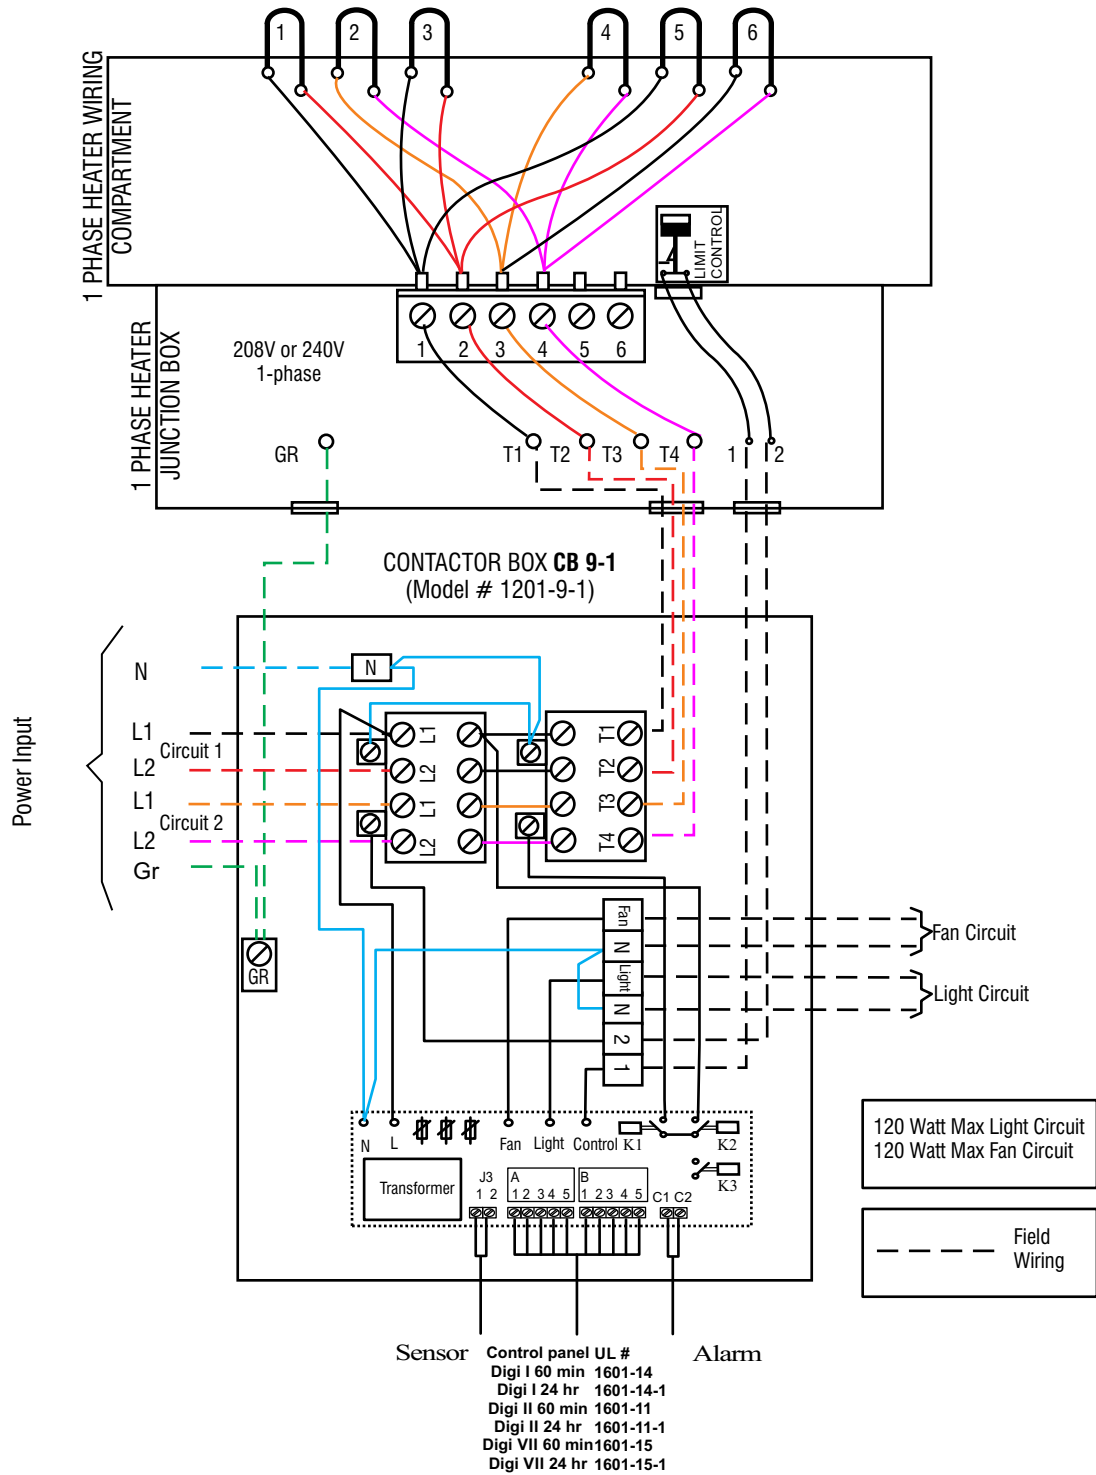 1 2 3 4 5 6
1 PHASE HEATER WIRING
COMPARTMENT
LIMIT
CONTROL
1 PHASE HEATER
JUNCTION BOX
208V or 240V
1-phase
1 2 3 4 5 6
GR T1 T2 T3 T4 1 2
CONTACTOR BOX CB 9-1
(Model # 1201-9-1)
Power Input
N
L1
Circuit 1
L2
L1
Circuit 2
L2
Gr
N
L1
L2
L1
L2
T1
T2
T3
T4
GR
Fan
N
Light
N
2
1
Fan Circuit
Light Circuit
N L Fan Light Control K1 K2
K3
Transformer
J3
1 2
A
1 2 3 4 5
B
1 2 3 4 5
C1 C2
120 Watt Max Light Circuit
120 Watt Max Fan Circuit
Field
Wiring
Sensor
Control panel UL #
Digi I 60 min 1601-14
Digi I 24 hr 1601-14-1
Digi II 60 min 1601-11
Digi II 24 hr 1601-11-1
Digi VII 60 min 1601-15
Digi VII 24 hr 1601-15-1
Alarm